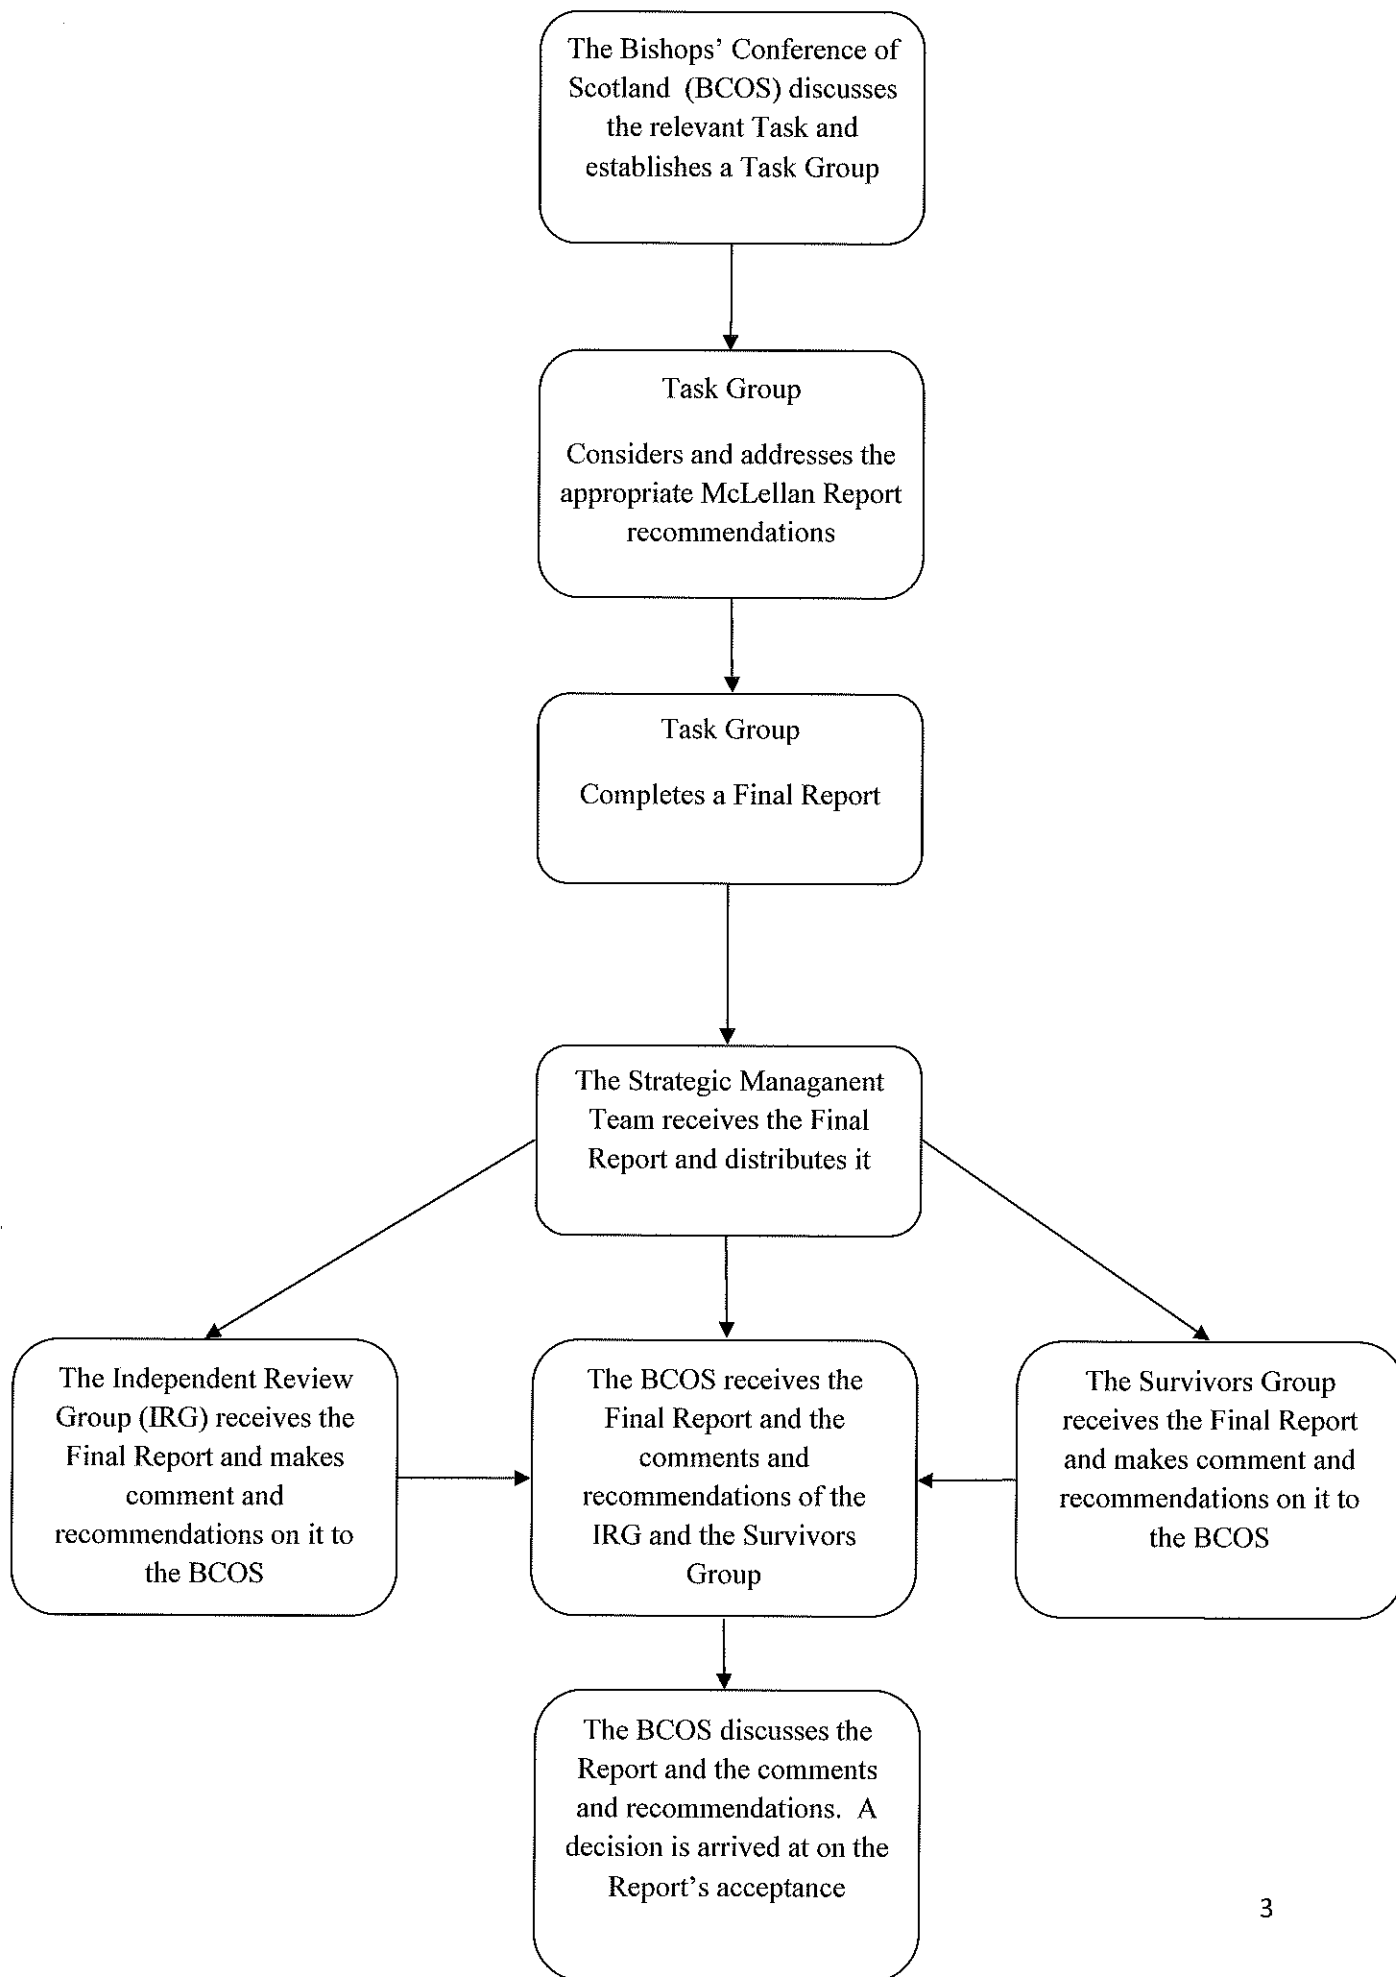 The Bishops’ Conference of
Scotland (BCOS) discusses
the relevant Task and
establishes a Task Group
Task Group
Considers and addresses the
appropriate McLellan Report
recommendations
Task Group
Completes a Final Report
The Strategic Managanent
Team receives the Final
Report and distributes it
The Independent Review
Group (IRG) receives the
Final Report and makes
comment and
recommendations on it to
the BCOS
The BCOS receives the
Final Report and the
comments and
recommendations of the
IRG and the Survivors
Group
The Survivors Group
receives the Final Report
and makes comment and
recommendations on it to
the BCOS
The BCOS discusses the
Report and the comments
and recommendations. A
decision is arrived at on the
Report’s acceptance
3